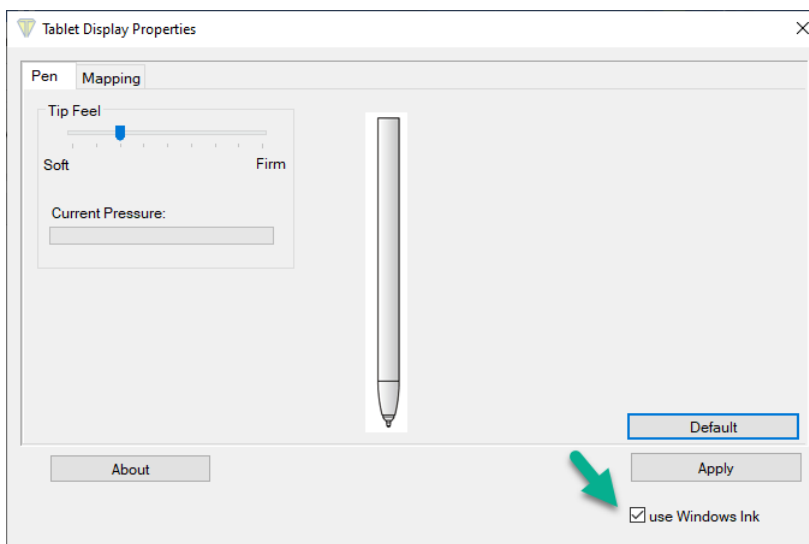 Tablet Display Properties
Pen Mapping
Tip Feel
Soft Firm
Current Pressure:
Default
About Apply
use Windows Ink